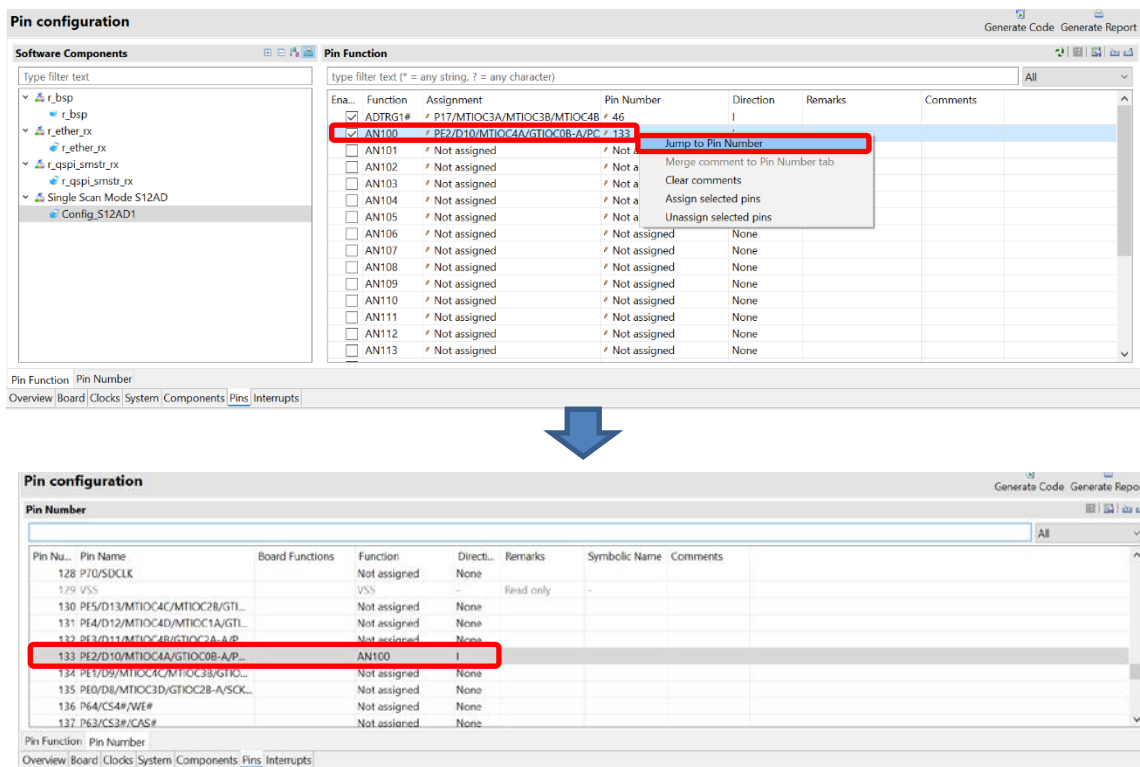 Pin configuration
Generate Code Generate Report
Software Components
Pin Function
Type filter text
type filter text (* = any string, ? = any character)
All
Ena... Function Assignment Pin Number Direction Remarks Comments
r_bsp
r_bsp
r_ether_rx
r_ether_rx
r_qspi_smstr_rx
r_qspi_smstr_rx
Single Scan Mode S12AD
Config_S12AD1
ADTRG1# P17/MTIOC3A/MTIOC3B/MTIOC4B 46 I
AN100 PE2/D10/MTIOC4A/GTIOC0B-A/PC 133
AN101 Not assigned Not a
AN102 Not assigned Not a
AN103 Not assigned Not a
AN104 Not assigned Not a
AN105 Not assigned Not a
AN106 Not assigned Not assigned None
AN107 Not assigned Not assigned None
AN108 Not assigned Not assigned None
AN109 Not assigned Not assigned None
AN110 Not assigned Not assigned None
AN111 Not assigned Not assigned None
AN112 Not assigned Not assigned None
AN113 Not assigned Not assigned None
Jump to Pin Number
Merge comment to Pin Number tab
Clear comments
Assign selected pins
Unassign selected pins
Pin Function Pin Number
Overview Board Clocks System Components Pins Interrupts
Pin configuration
Generate Code Generate Repor
Pin Number
All
Pin Nu... Pin Name Board Functions Function Directi... Remarks Symbolic Name Comments
128 P70/SDCLK Not assigned None
129 VSS VSS - Read only -
130 PE5/D13/MTIOC4C/MTIOC2B/GTI... Not assigned None
131 PE4/D12/MTIOC4D/MTIOC1A/GTI... Not assigned None
132 PE3/D11/MTIOC4B/GTIOC2A-A/P... Not assigned None
133 PE2/D10/MTIOC4A/GTIOC0B-A/P... AN100 I
134 PE1/D9/MTIOC4C/MTIOC3B/GTIO... Not assigned None
135 PE0/D8/MTIOC3D/GTIOC2B-A/SCK... Not assigned None
136 P64/CS4#/WE# Not assigned None
137 P63/CS3#/CAS# Not assigned None
Pin Function Pin Number
Overview Board Clocks System Components Pins Interrupts